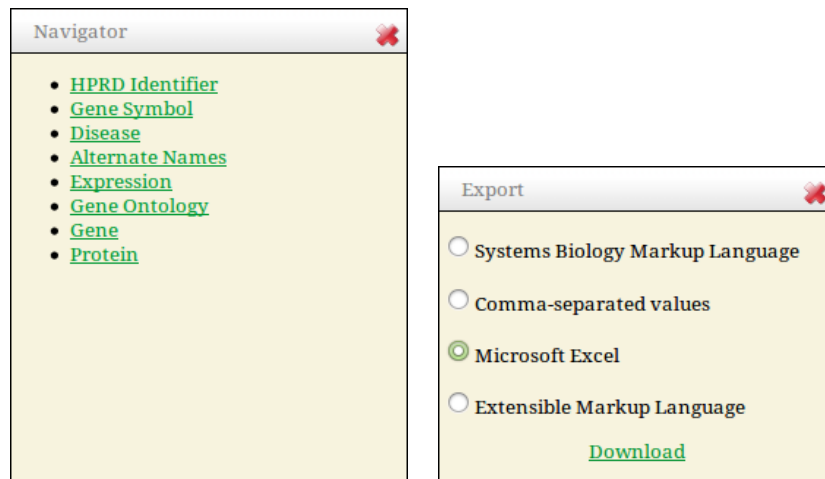 Navigator
HPRD Identifier
Gene Symbol
Disease
Alternate Names
Expression
Gene Ontology
Gene
Protein
Export
Systems Biology Markup Language
Comma-separated values
Microsoft Excel
Extensible Markup Language
Download